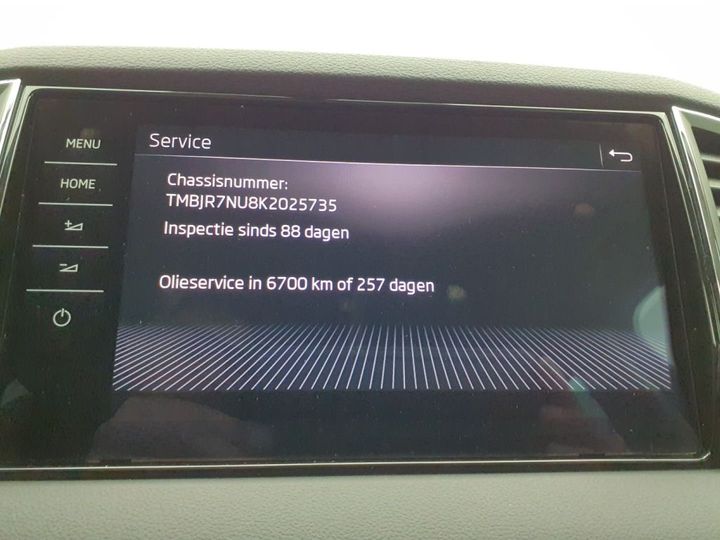 MENU
HOME
Service
Chassisnummer:
TMBJR7NU8K2025735
Inspectie sinds 88 dagen
Olieservice in 6700 km of 257 dagen